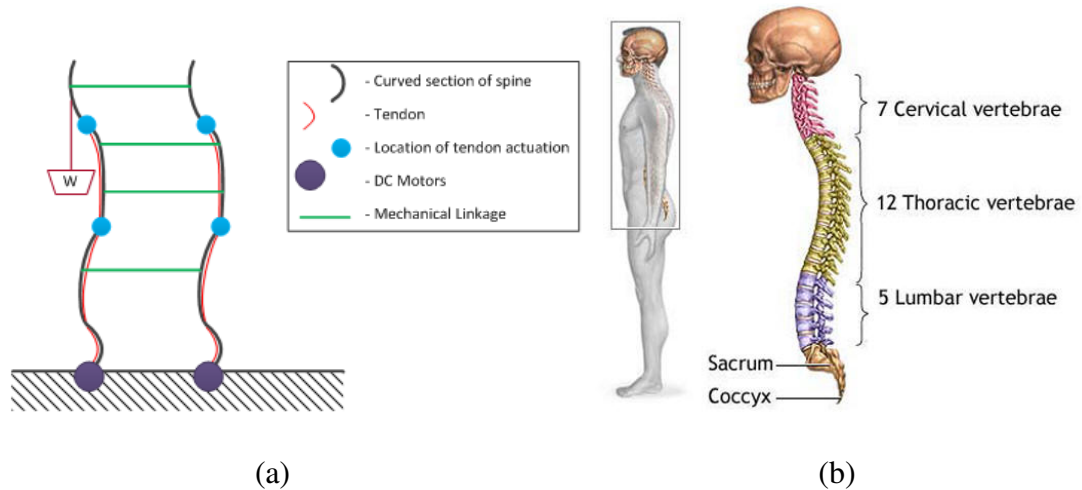 W
- Curved section of spine
- Tendon
- Location of tendon actuation
- DC Motors
- Mechanical Linkage
7 Cervical vertebrae
12 Thoracic vertebrae
5 Lumbar vertebrae
Sacrum
Coccyx
(a)
(b)